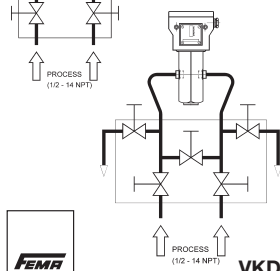 PROCESS
(1/2 - 14 NPT)
PROCESS
(1/2 - 14 NPT)
FEMA
VKD